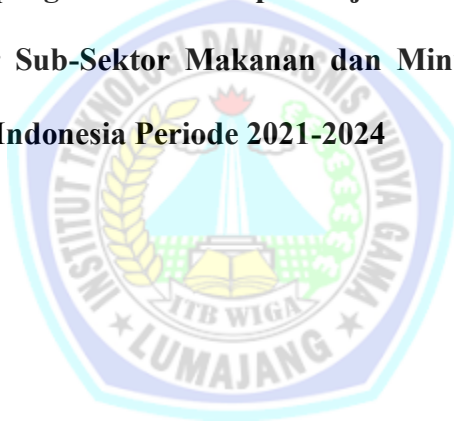 Sub-Sektor Makanan dan Min
Indonesia Periode 2021-2024
INSTITUT TEKNOLOGI DAN BISNIS WIDYA GAMA
ITB WIGA
LUMAJANG